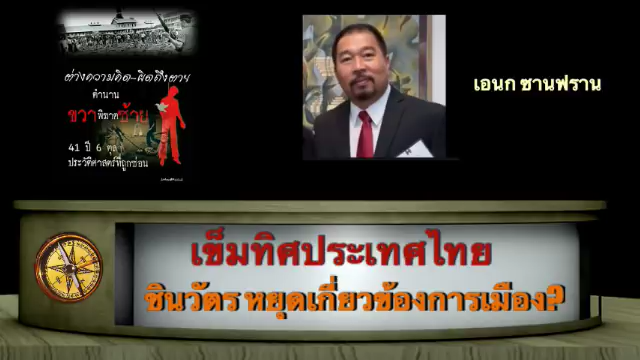 ต่างความคิด-ผิดถึงตาย
ตำนาน
ขวาพิฆาตซ้าย
41 ปี 6 ตุลา
ประวัติศาสตร์ที่ถูกซ่อน
เอนก ซานฟราน
เข็มทิศประเทศไทย
ชินวัตร หยุดเกี่ยวข้องการเมือง?